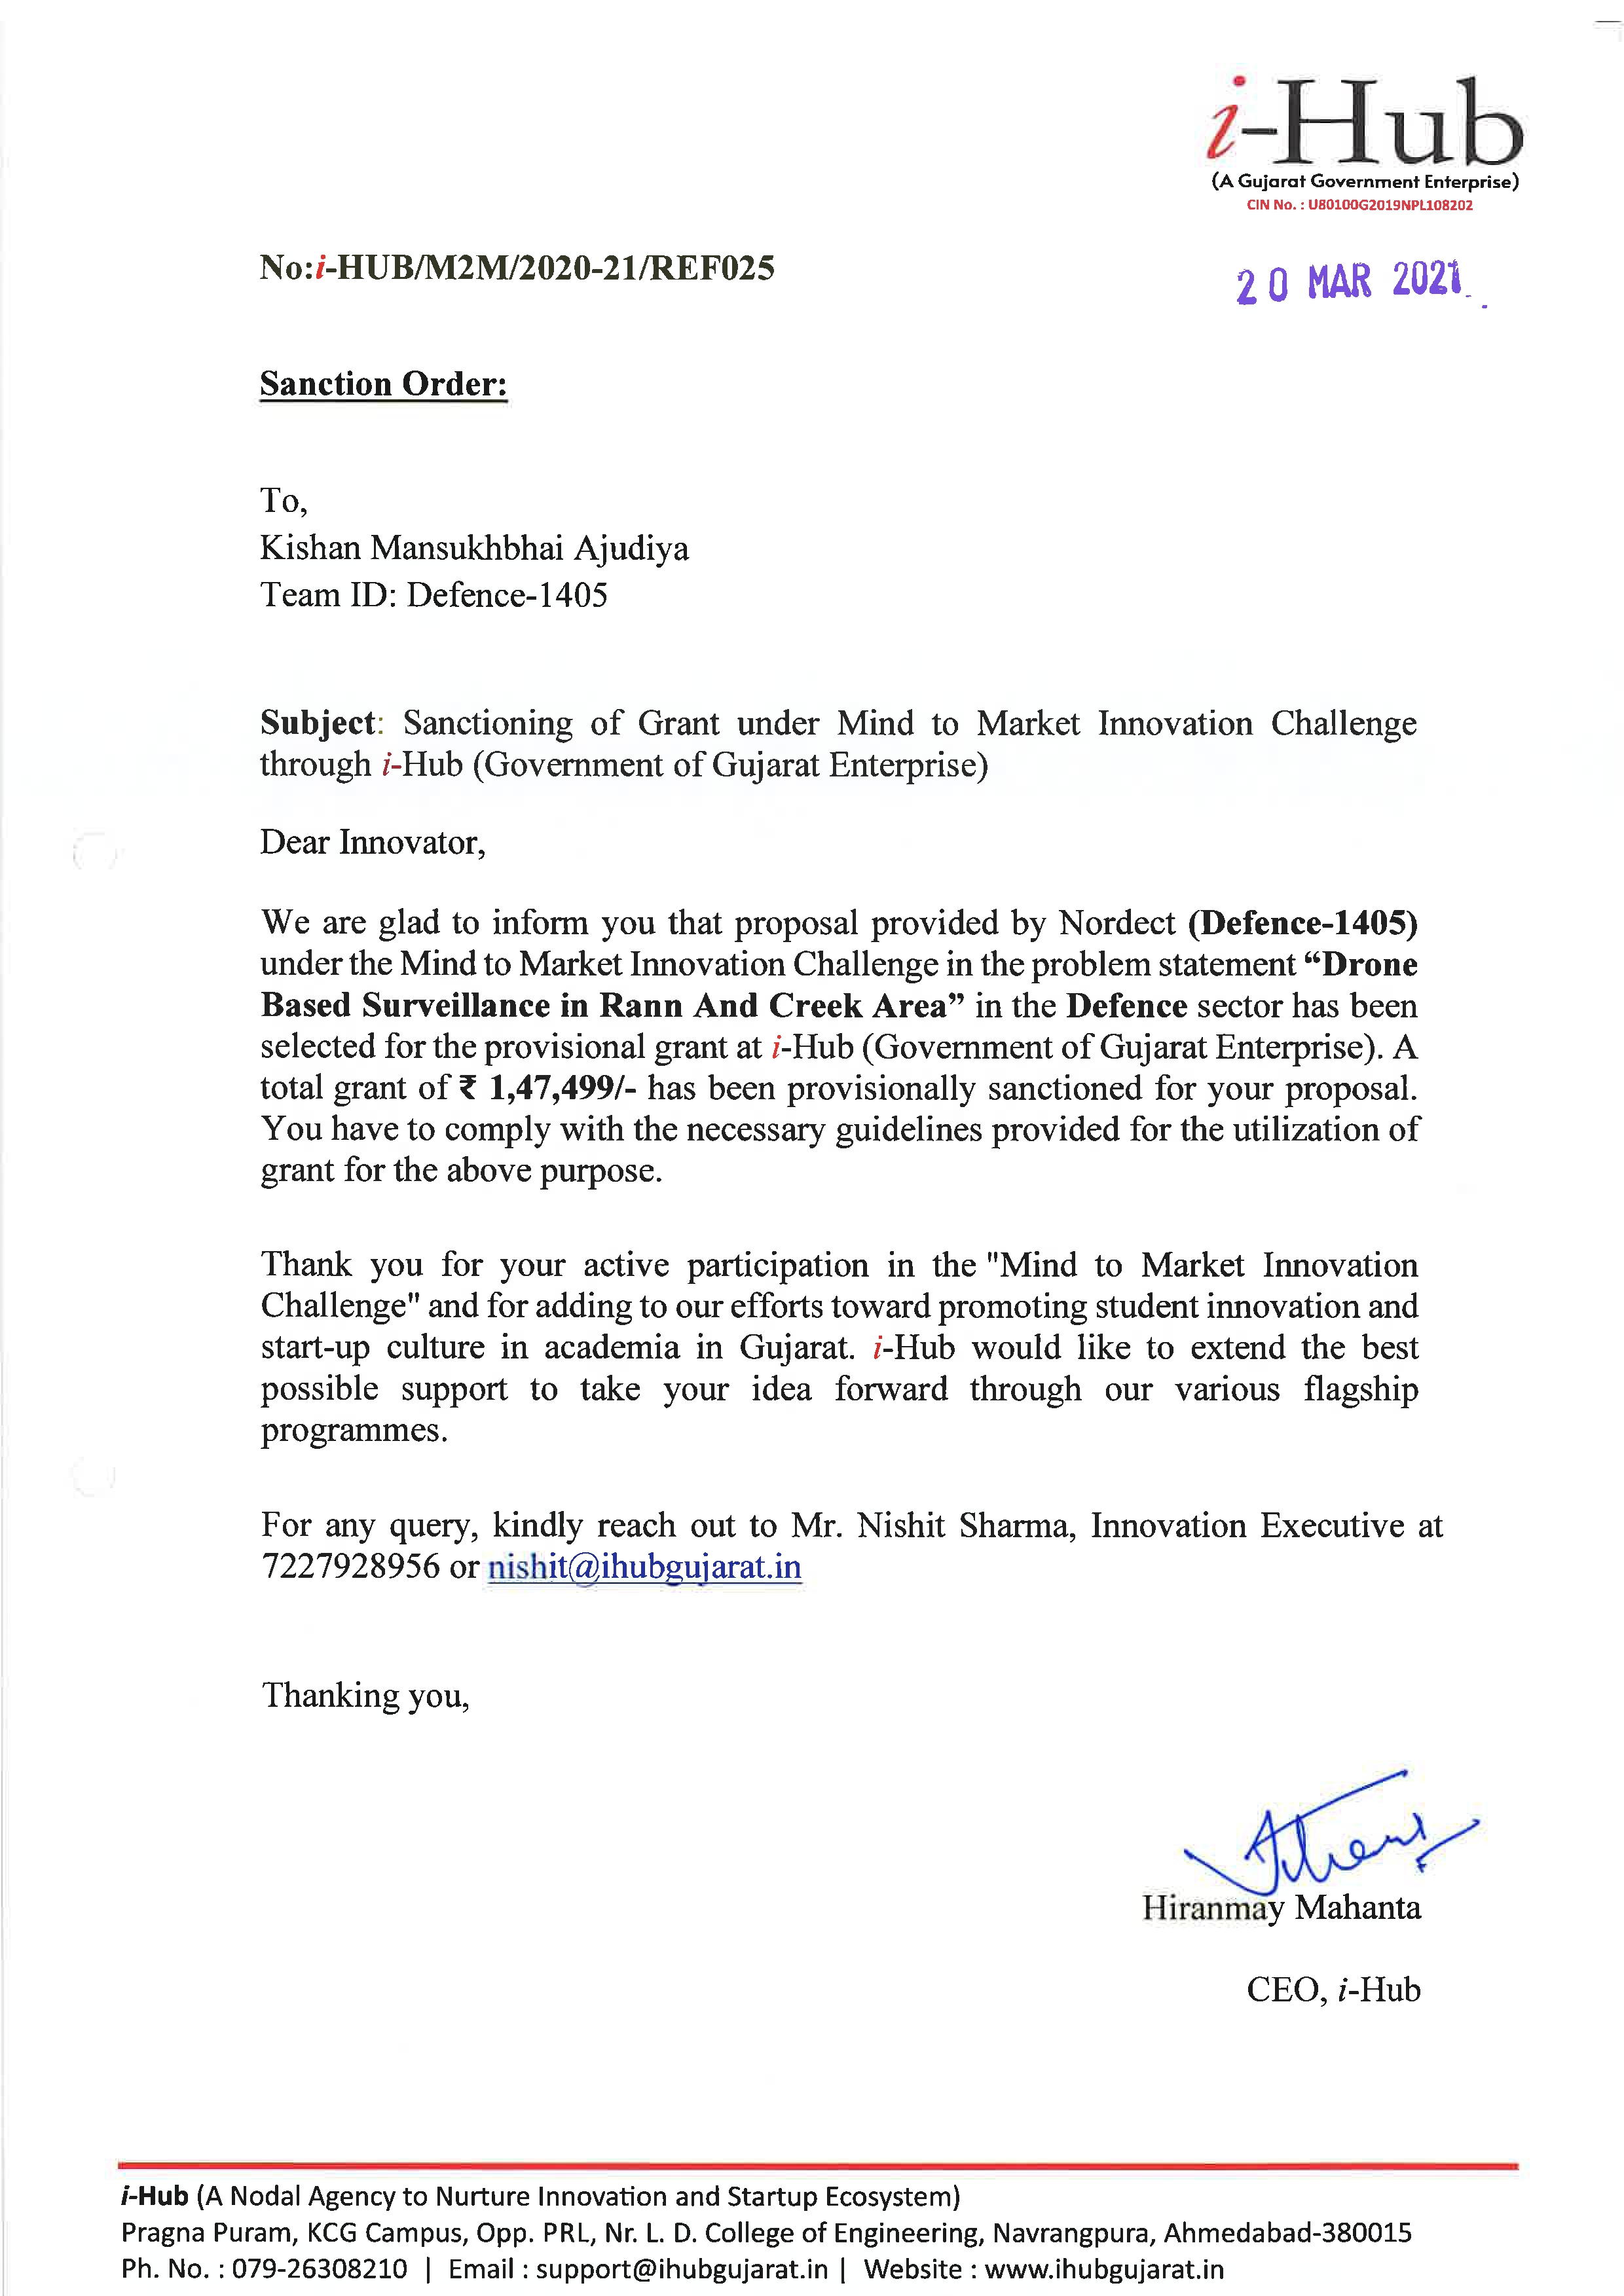 i-Hub
(A Gujarat Government Enterprise)
CIN No. : U80100G2019NPL108202
No:i-HUB/M2M/2020-21/REF025
20 MAR 2021
Sanction Order:
To,
Kishan Mansukhbhai Ajudiya
Team ID: Defence-1405
Subject: Sanctioning of Grant under Mind to Market Innovation Challenge
through i-Hub (Government of Gujarat Enterprise)
Dear Innovator,
We are glad to inform you that proposal provided by Nordect (Defence-1405)
under the Mind to Market Innovation Challenge in the problem statement “Drone
Based Surveillance in Rann And Creek Area” in the Defence sector has been
selected for the provisional grant at i-Hub (Government of Gujarat Enterprise). A
total grant of ₹ 1,47,499/- has been provisionally sanctioned for your proposal.
You have to comply with the necessary guidelines provided for the utilization of
grant for the above purpose.
Thank you for your active participation in the "Mind to Market Innovation
Challenge" and for adding to our efforts toward promoting student innovation and
start-up culture in academia in Gujarat. i-Hub would like to extend the best
possible support to take your idea forward through our various flagship
programmes.
For any query, kindly reach out to Mr. Nishit Sharma, Innovation Executive at
7227928956 or nishit@ihubgujarat.in
Thanking you,
Hiranmay Mahanta
CEO, i-Hub
i-Hub (A Nodal Agency to Nurture Innovation and Startup Ecosystem)
Pragna Puram, KCG Campus, Opp. PRL, Nr. L. D. College of Engineering, Navrangpura, Ahmedabad-380015
Ph. No. : 079-26308210 | Email : support@ihubgujarat.in | Website : www.ihubgujarat.in